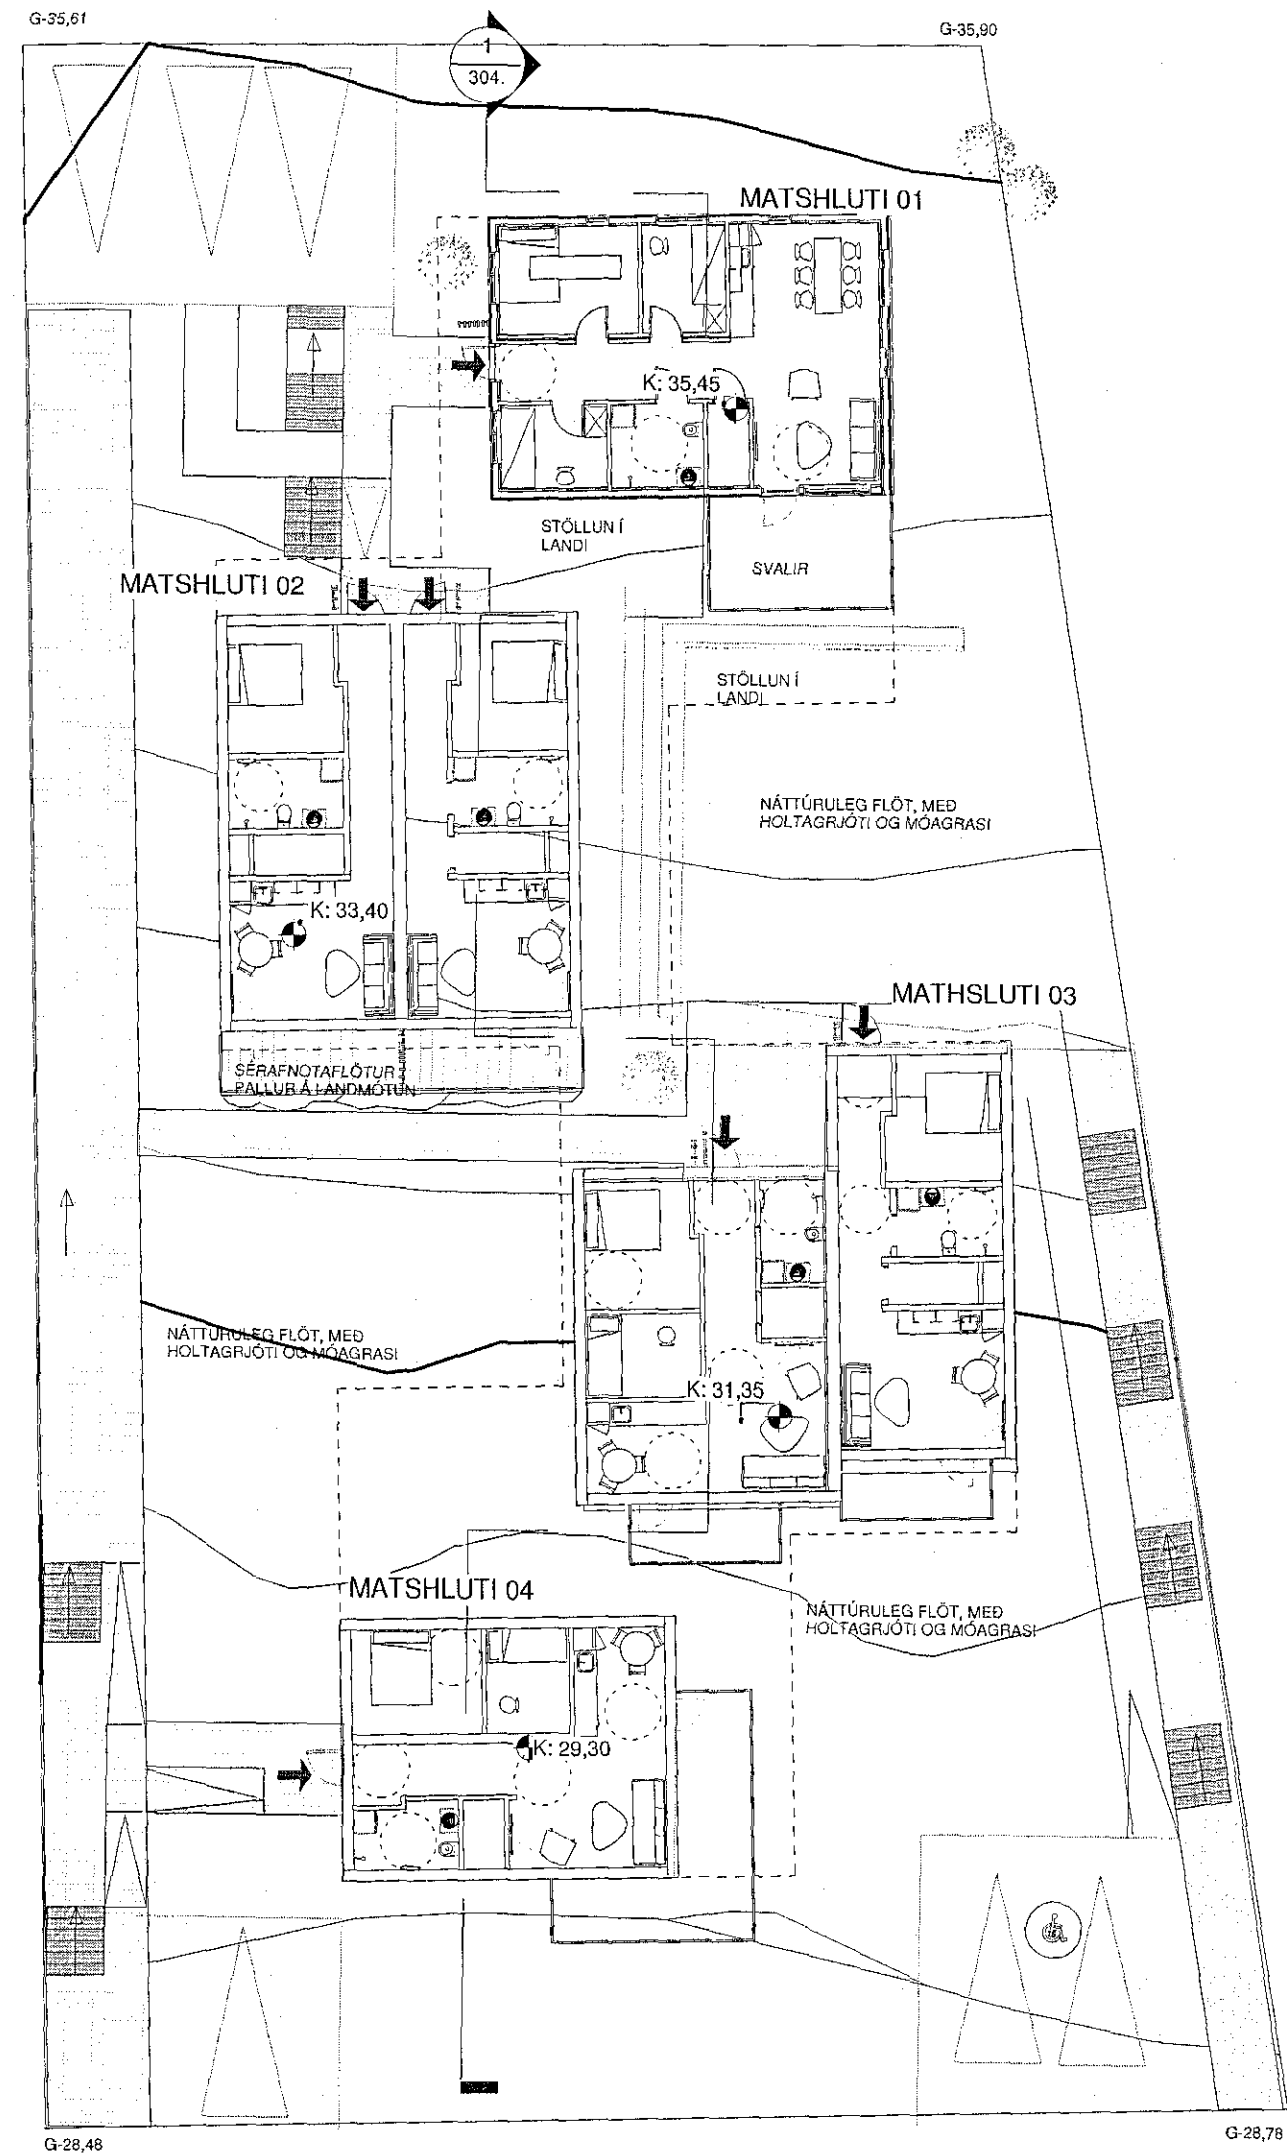 G-35,61
G-35,90
1
304.
MATSHLUTI 01
K: 35,45
STÖLLUN Í
LANDI
SVALIR
MATSHLUTI 02
STÖLLUN Í
LANDI
NÁTTÚRULEG FLÖT, MEÐ
HOLTAGRJÓTI OG MÓAGRASI
K: 33,40
MATHSLUTI 03
SÉRAFNOTAFLÖTUR
PALLUR Á LANDMÓTUN
NÁTTÚRULEG FLÖT, MEÐ
HOLTAGRJÓTI OG MÓAGRASI
K: 31,35
MATSHLUTI 04
NÁTTÚRULEG FLÖT, MEÐ
HOLTAGRJÓTI OG MÓAGRASI
K: 29,30
G-28,48
G-28,78